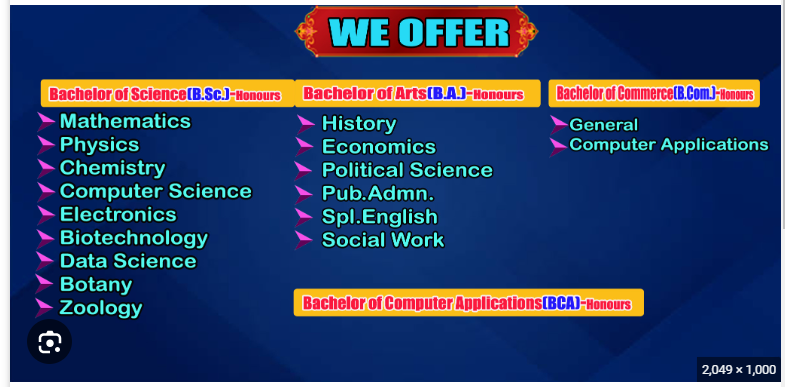 WE OFFER
Bachelor of Science(B.Sc.)-Honours
Mathematics
Physics
Chemistry
Computer Science
Electronics
Biotechnology
Data Science
Botany
Zoology
Bachelor of Arts(B.A.)-Honours
History
Economics
Political Science
Pub.Admn.
Spl.English
Social Work
Bachelor of Commerce(B.Com.)-Honours
General
Computer Applications
Bachelor of Computer Applications(BCA)-Honours
2,049 × 1,000